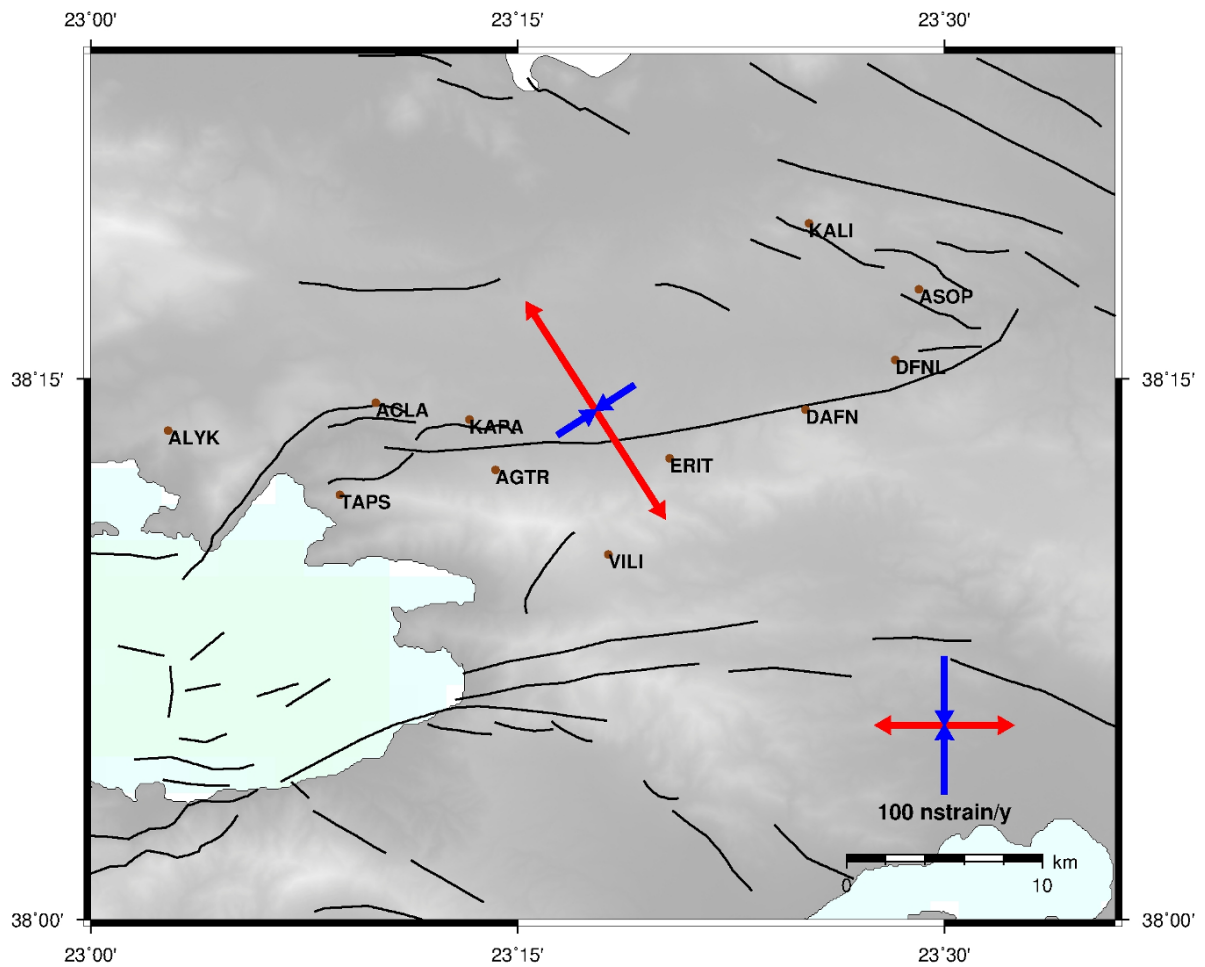 23˚00'
23˚15'
23˚30'
KALI
ASOP
38˚15'
DFNL
38˚15'
ACLA
DAFN
KAPA
ALYK
ERIT
AGTR
TAPS
VILI
100 nstrain/y
km
0
10
38˚00'
38˚00'
23˚00'
23˚15'
23˚30'